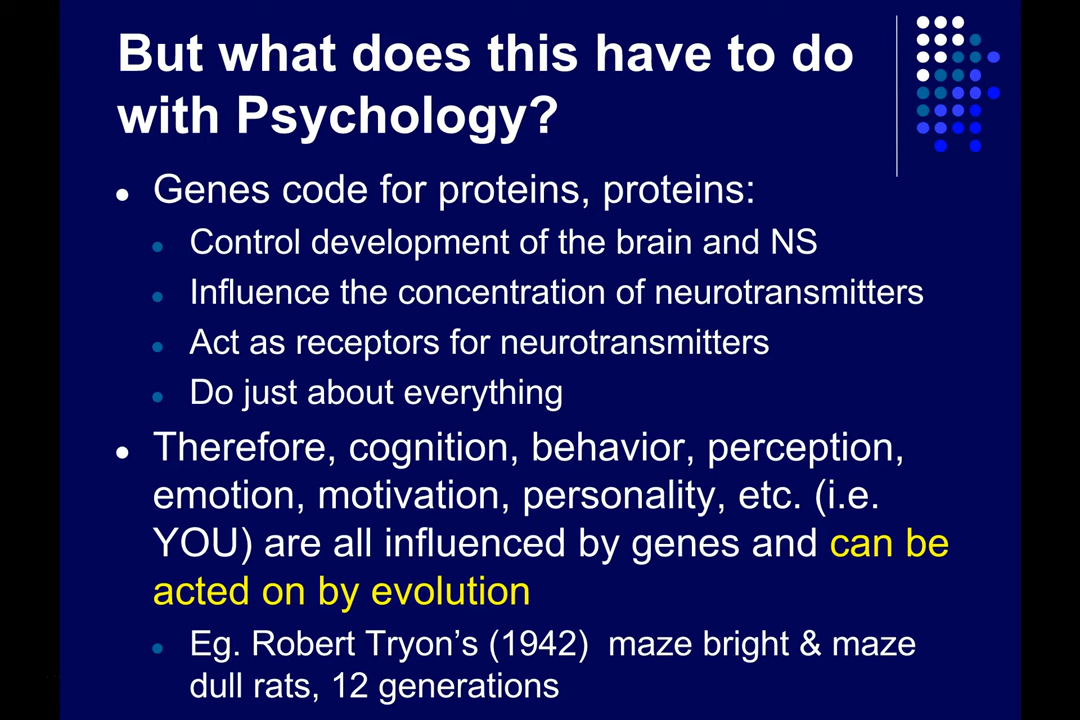 But what does this have to do
with Psychology?
Genes code for proteins, proteins:
Control development of the brain and NS
Influence the concentration of neurotransmitters
Act as receptors for neurotransmitters
Do just about everything
Therefore, cognition, behavior, perception,
emotion, motivation, personality, etc. (i.e.
YOU) are all influenced by genes and can be
acted on by evolution
Eg. Robert Tryon’s (1942)  maze bright & maze
dull rats, 12 generations